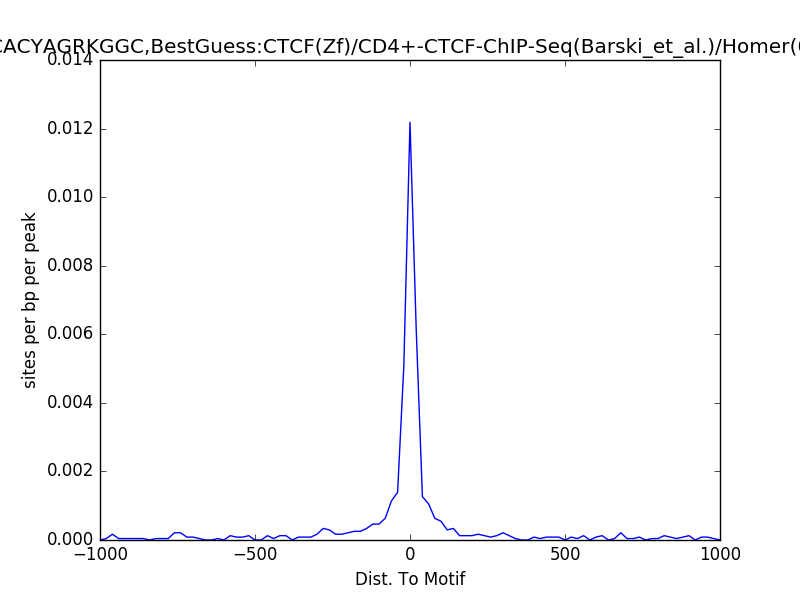 CACYAGRKGGC,BestGuess:CTCF(Zf)/CD4+-CTCF-ChIP-Seq(Barski_et_al.)/Homer(
0.014
0.012
0.010
0.008
0.006
0.004
0.002
0.000
sites per bp per peak
−1000 −500 0 500 1000
Dist. To Motif